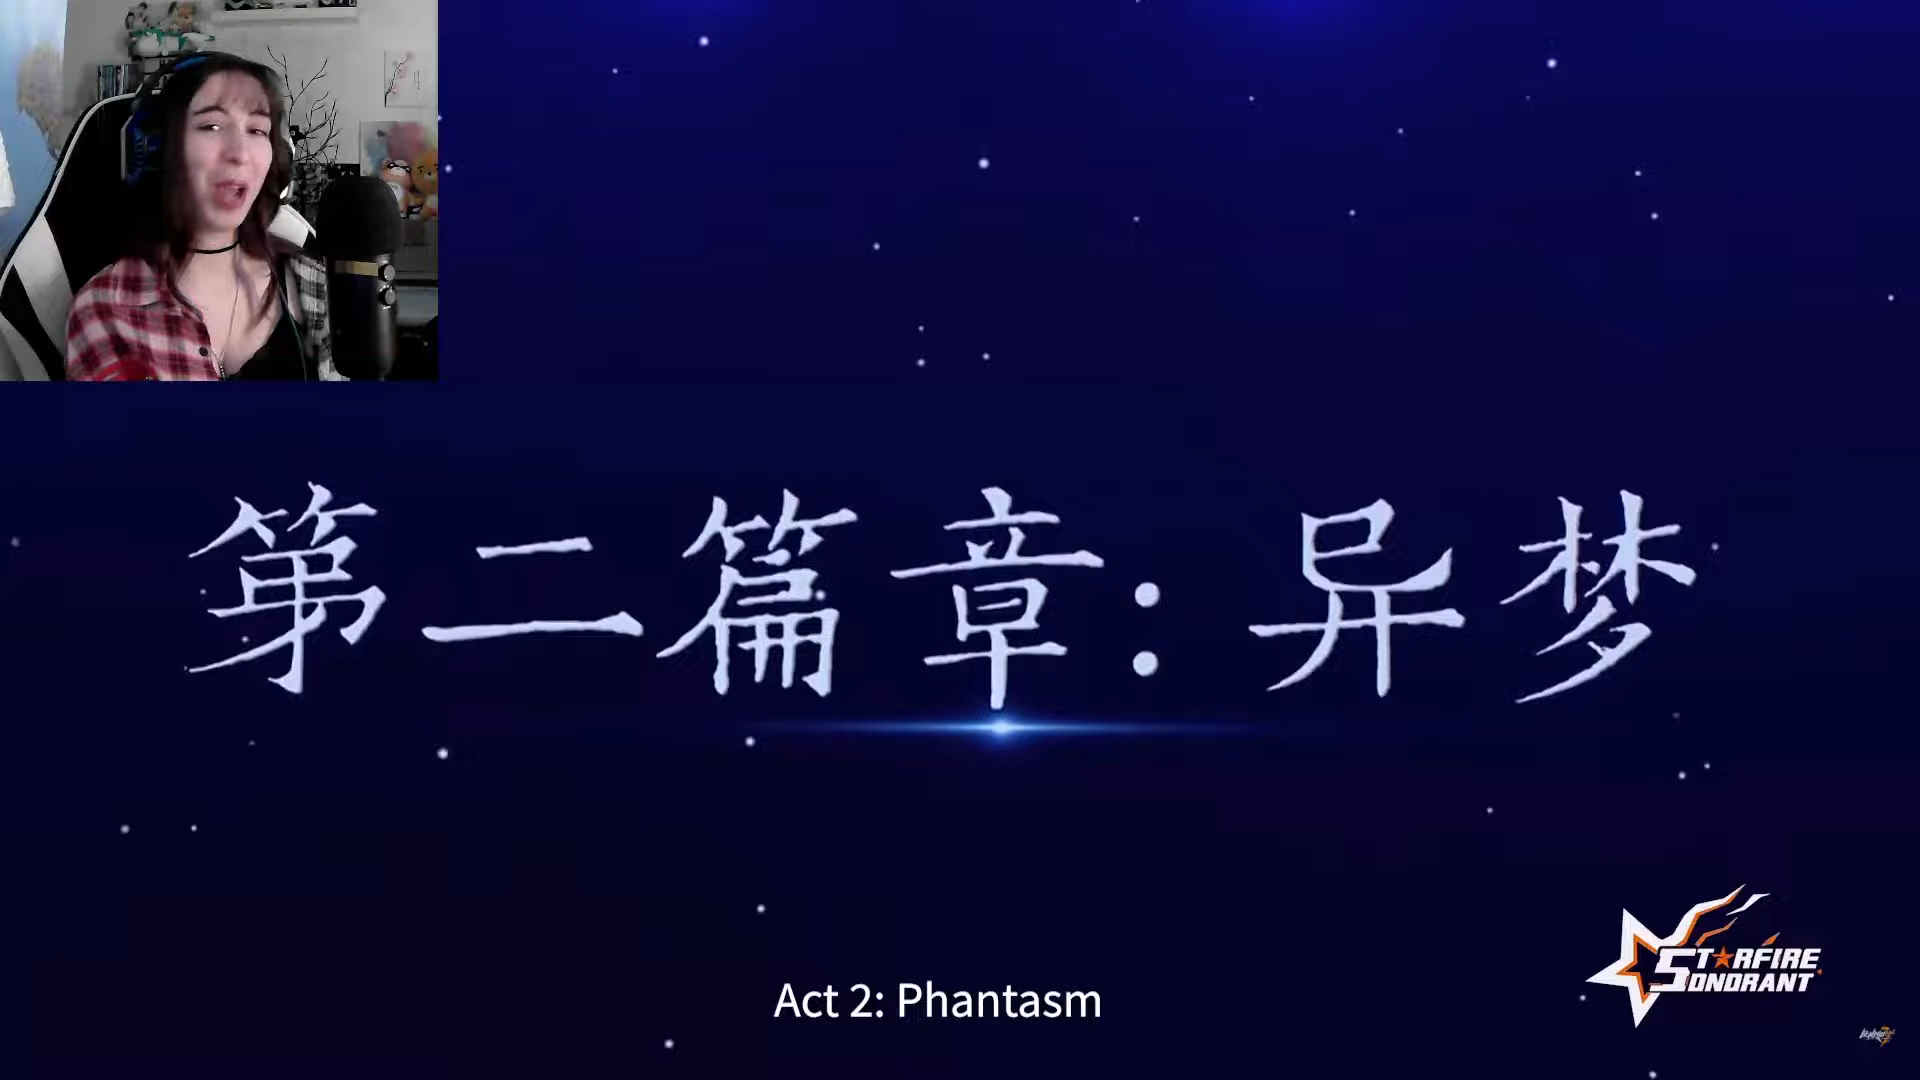 第二篇章：异梦
Act 2: Phantasm
STARFIRE
SONORANT